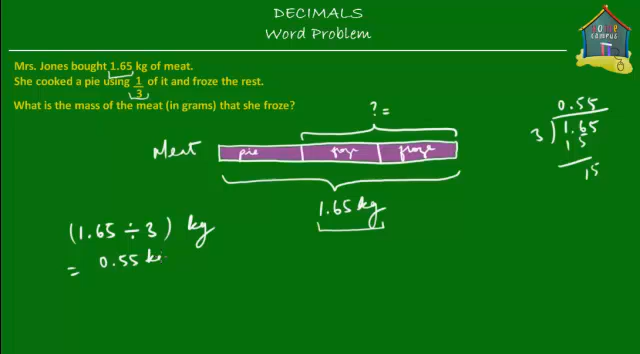 DECIMALS
Word Problem
home campus
Mrs. Jones bought 1.65 kg of meat.
She cooked a pie using 1/3 of it and froze the rest.
What is the mass of the meat (in grams) that she froze?
? =
Meat pie froze froze
1.65 kg
0.55
3 ) 1.65
15
15
(1.65 ÷ 3) kg
= 0.55 kg